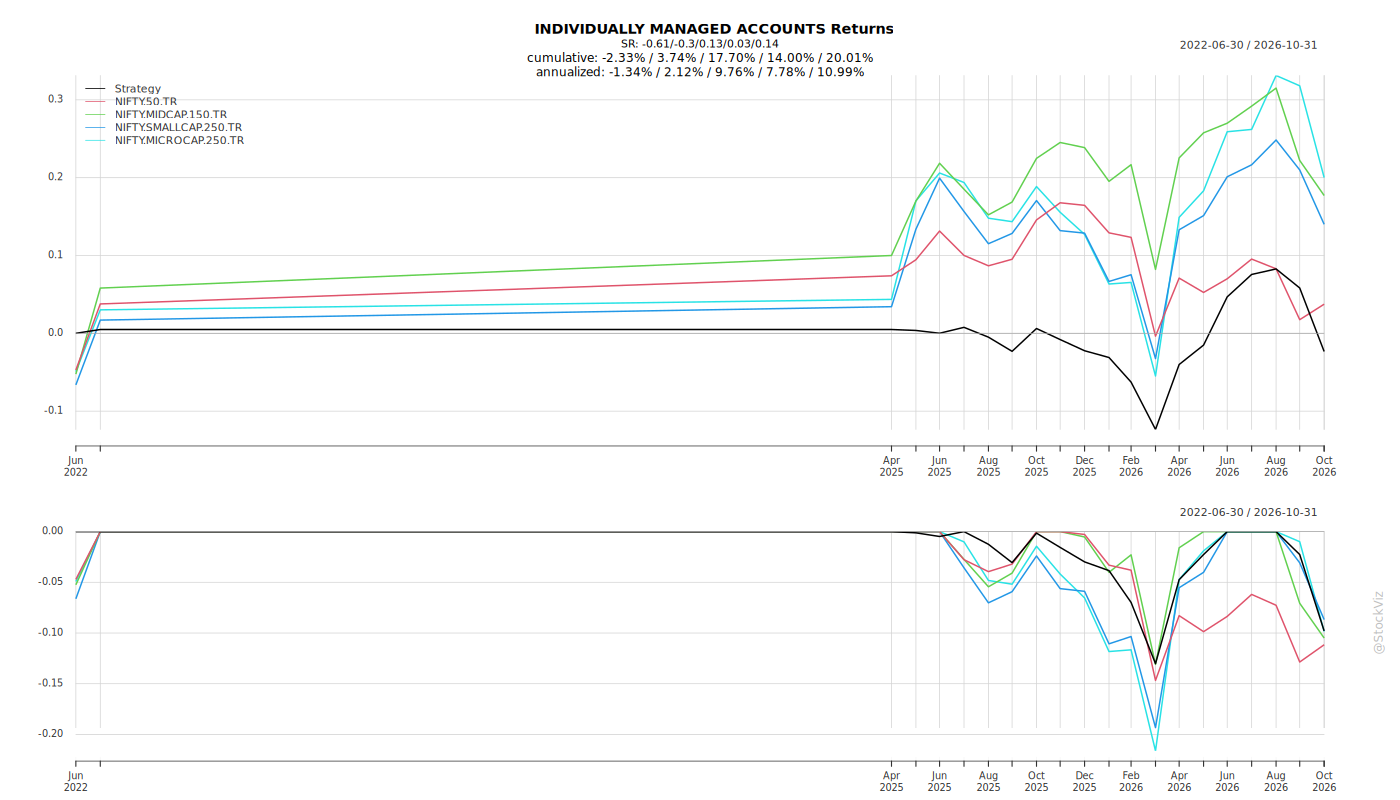 INDIVIDUALLY MANAGED ACCOUNTS Returns
SR: -0.61/-0.3/0.13/0.03/0.14
cumulative: -2.33% / 3.74% / 17.70% / 14.00% / 20.01%
annualized: -1.34% / 2.12% / 9.76% / 7.78% / 10.99%
2022-06-30 / 2026-10-31
Strategy
NIFTY.50.TR
NIFTY.MIDCAP.150.TR
NIFTY.SMALLCAP.250.TR
NIFTY.MICROCAP.250.TR
0.3
0.2
0.1
0.0
-0.1
Jun Apr Jun Aug Oct Dec Feb Apr Jun Aug Oct
2022 2025 2025 2025 2025 2025 2026 2026 2026 2026 2026
2022-06-30 / 2026-10-31
0.00
-0.05
-0.10
-0.15
-0.20
Jun Apr Jun Aug Oct Dec Feb Apr Jun Aug Oct
2022 2025 2025 2025 2025 2025 2026 2026 2026 2026 2026
@StockViz